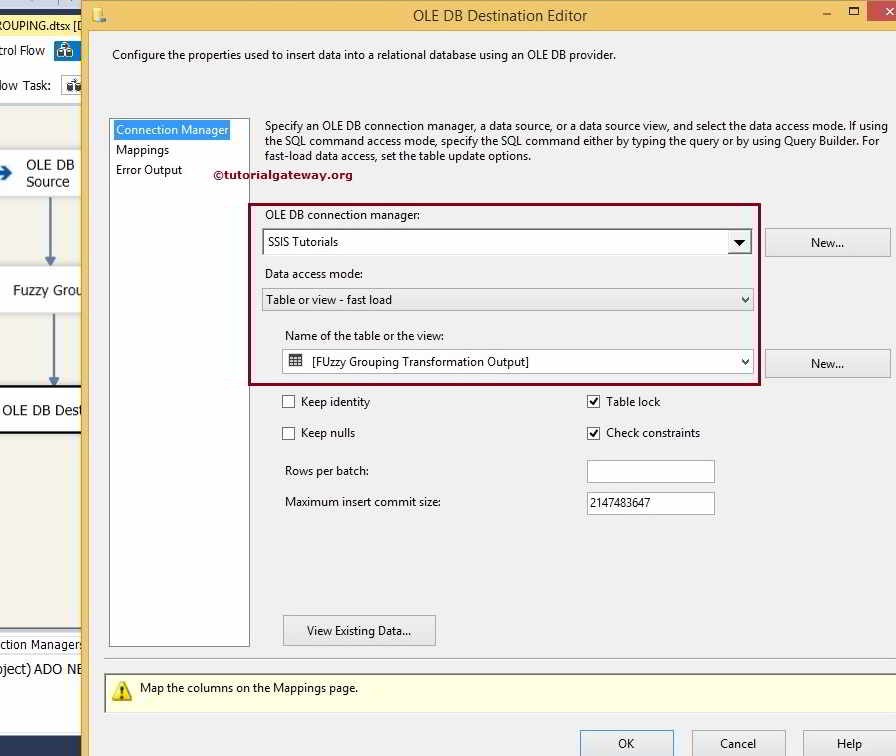 OLE DB Destination Editor
ROUPING.dtsx [D
Configure the properties used to insert data into a relational database using an OLE DB provider.
trol Flow
ow Task:
Connection Manager
Mappings
Error Output
Specify an OLE DB connection manager, a data source, or a data source view, and select the data access mode. If using
the SQL command access mode, specify the SQL command either by typing the query or by using Query Builder. For
fast-load data access, set the table update options.
©tutorialgateway.org
OLE DB
Source
OLE DB connection manager:
SSIS Tutorials
New...
Data access mode:
Table or view - fast load
Fuzzy Grou
Name of the table or the view:
[FUzzy Grouping Transformation Output]
New...
OLE DB Dest
Keep identity
Table lock
Keep nulls
Check constraints
Rows per batch:
Maximum insert commit size:
2147483647
View Existing Data...
ction Managers
oject) ADO NE
Map the columns on the Mappings page.
OK
Cancel
Help